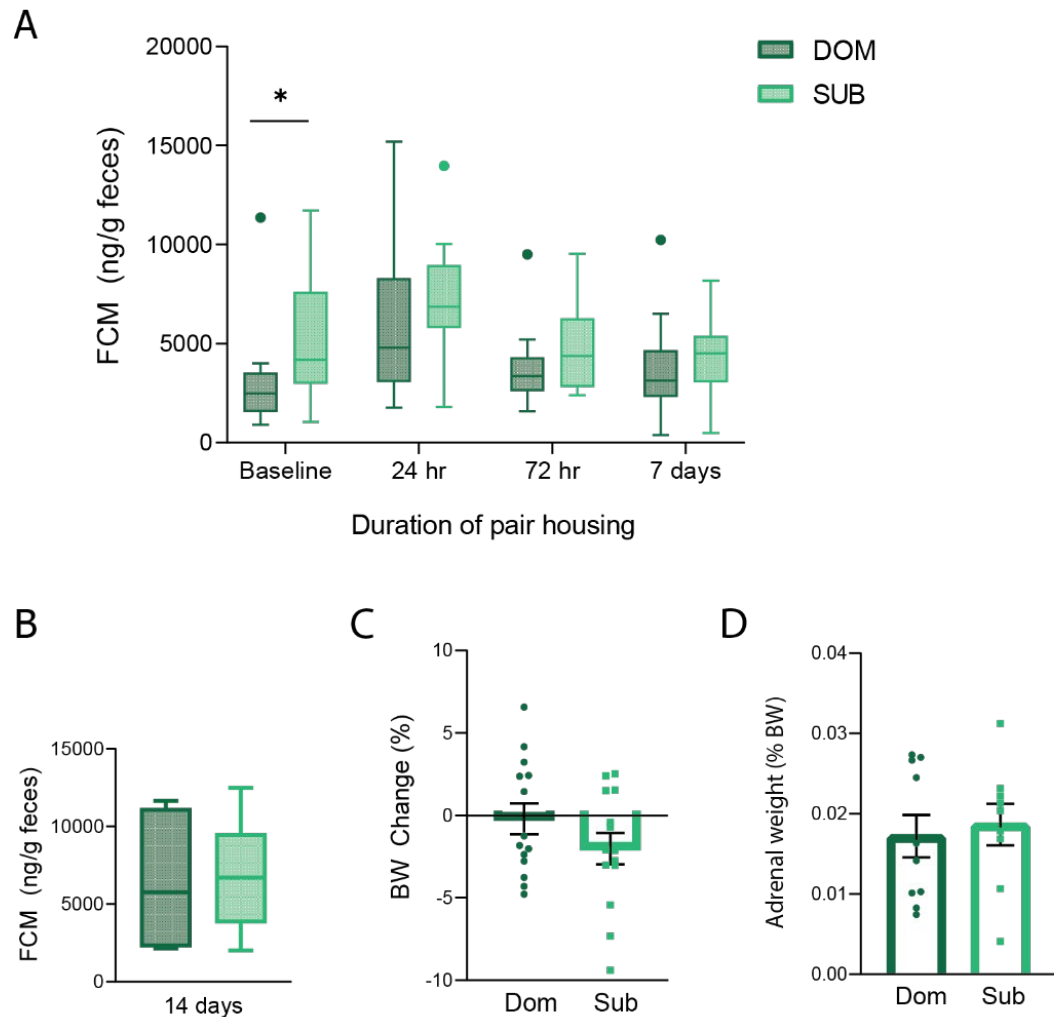 A
20000
15000
10000
5000
0
FCM (ng/g feces)
*
DOM
SUB
Baseline
24 hr
72 hr
7 days
Duration of pair housing
B
15000
10000
5000
0
FCM (ng/g feces)
14 days
C
10
5
0
-5
-10
BW Change (%)
Dom
Sub
D
0.04
0.03
0.02
0.01
0.00
Adrenal weight (% BW)
Dom
Sub